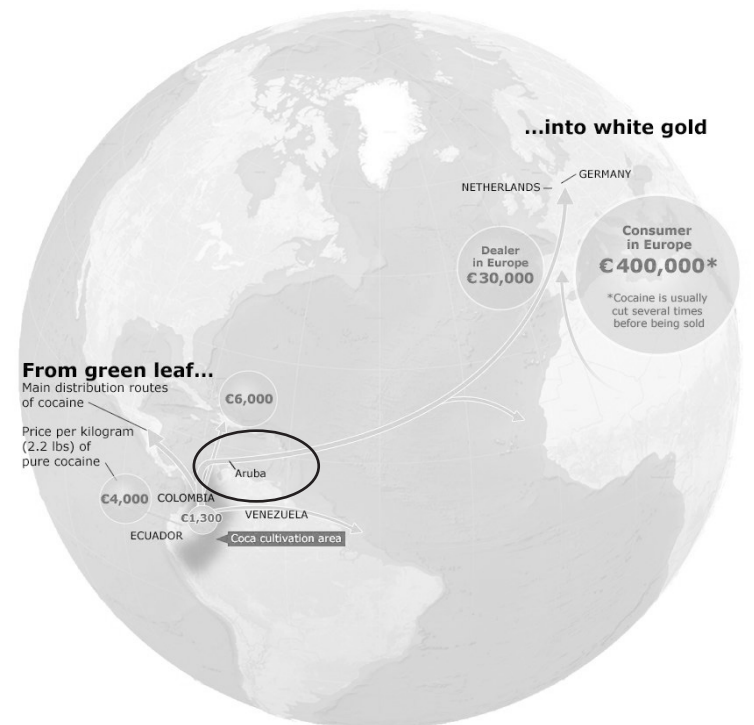 ...into white gold
GERMANY
NETHERLANDS
Dealer
in Europe
€30,000
Consumer
in Europe
€400,000*
*Cocaine is usually
cut several times
before being sold
From green leaf...
Main distribution routes
of cocaine
€6,000
Price per kilogram
(2.2 lbs) of
pure cocaine
Aruba
€4,000
COLOMBIA
€1,300
VENEZUELA
ECUADOR
Coca cultivation area